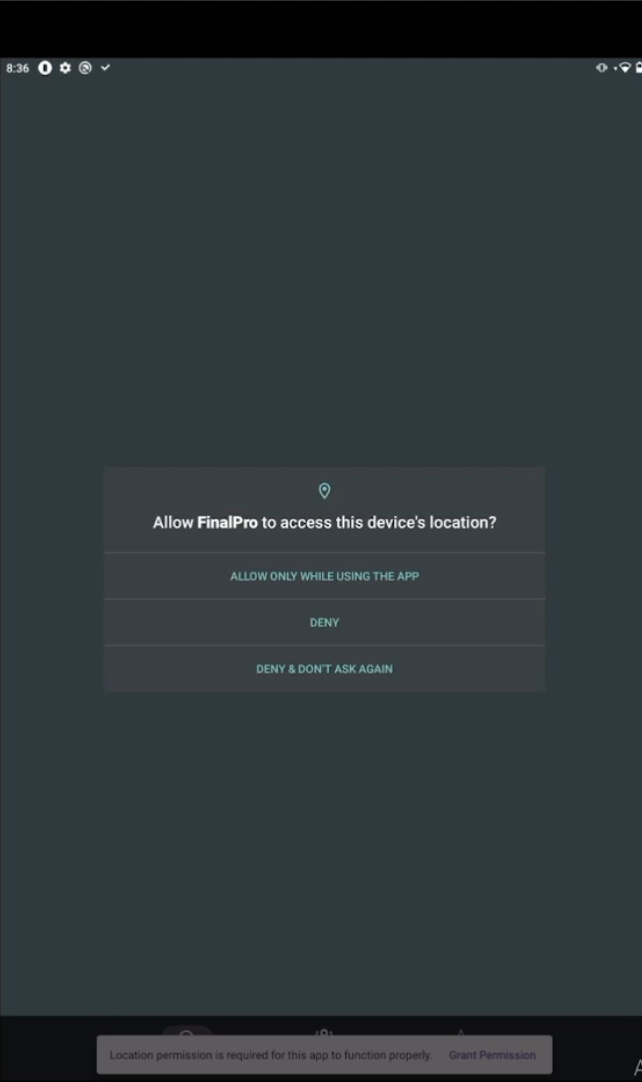 8:36
Allow FinalPro to access this device's location?
ALLOW ONLY WHILE USING THE APP
DENY
DENY & DON'T ASK AGAIN
Location permission is required for this app to function properly. Grant Permission